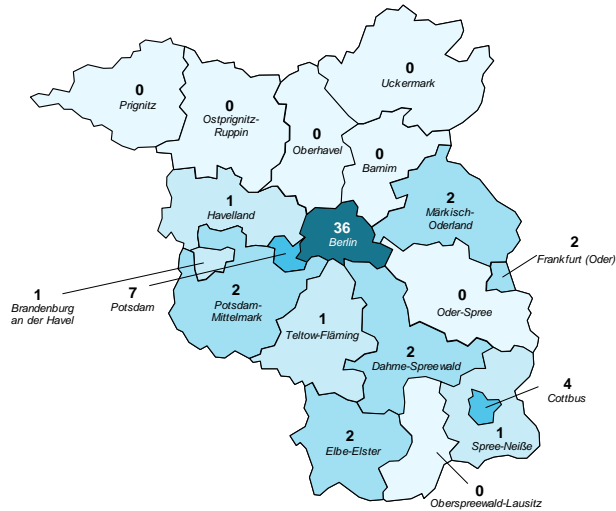 0
Prignitz
0
Ostprignitz-
Ruppin
0
Oberhavel
0
Uckermark
0
Barnim
1
Havelland
36
Berlin
2
Märkisch-
Oderland
2
Frankfurt (Oder)
1
Brandenburg
an der Havel
7
Potsdam
2
Potsdam-
Mittelmark
1
Teltow-Fläming
0
Oder-Spree
2
Dahme-Spreewald
4
Cottbus
2
Elbe-Elster
1
Spree-Neiße
0
Oberspreewald-Lausitz